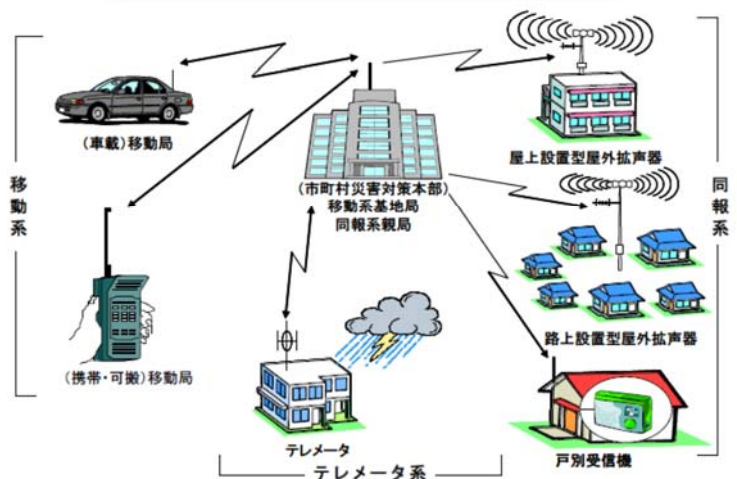 (車載)移動局
移動系
(携帯・可搬)移動局
(市町村災害対策本部)
移動系基地局
同報系親局
テレメータ
テレメータ系
屋上設置型屋外拡声器
同報系
路上設置型屋外拡声器
戸別受信機